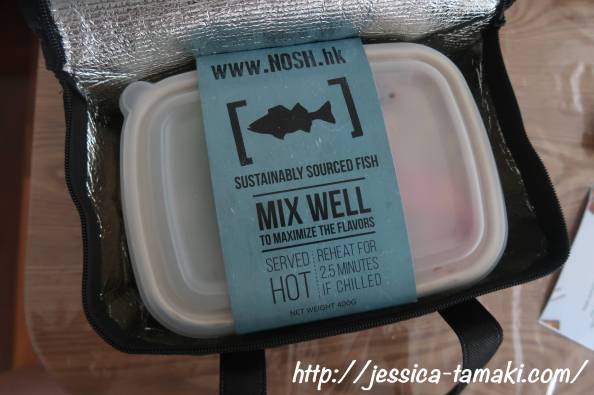 www.NOSH.hk
SUSTAINABLY SOURCED FISH
MIX WELL
TO MAXIMIZE THE FLAVORS
SERVED
HOT
REHEAT FOR
2.5 MINUTES
IF CHILLED
NET WEIGHT 400G
http://jessica-tamaki.com/